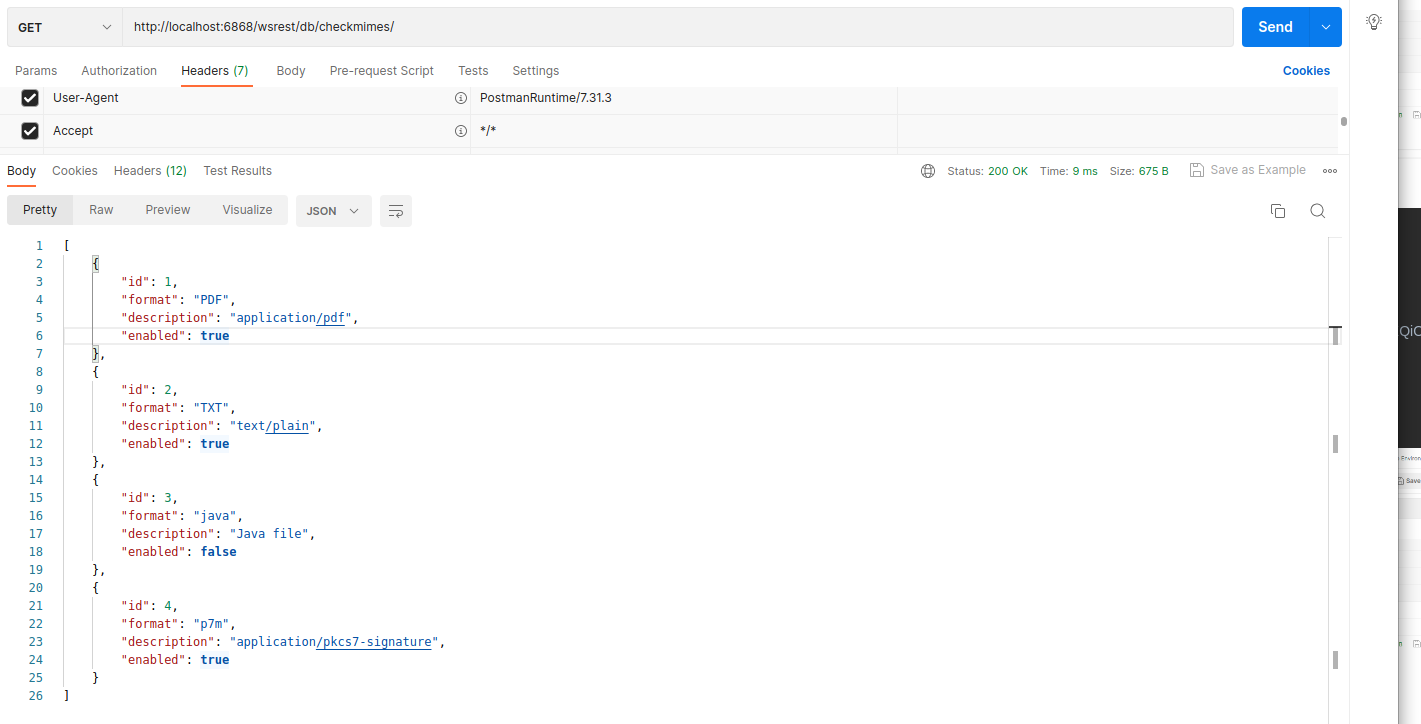 GET http://localhost:6868/wsrest/db/checkmimes/ Send
Params Authorization Headers (7) Body Pre-request Script Tests Settings Cookies
User-Agent PostmanRuntime/7.31.3
Accept */*
Body Cookies Headers (12) Test Results Status: 200 OK Time: 9 ms Size: 675 B Save as Example
Pretty Raw Preview Visualize JSON
1 [
2 {
3 "id": 1,
4 "format": "PDF",
5 "description": "application/pdf",
6 "enabled": true
7 },
8 {
9 "id": 2,
10 "format": "TXT",
11 "description": "text/plain",
12 "enabled": true
13 },
14 {
15 "id": 3,
16 "format": "java",
17 "description": "Java file",
18 "enabled": false
19 },
20 {
21 "id": 4,
22 "format": "p7m",
23 "description": "application/pkcs7-signature",
24 "enabled": true
25 }
26 ]
Save